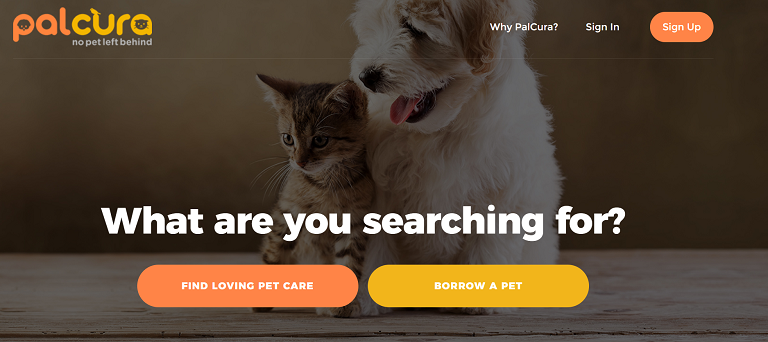 palcura
no pet left behind
Why PalCura?
Sign In
Sign Up
What are you searching for?
FIND LOVING PET CARE
BORROW A PET